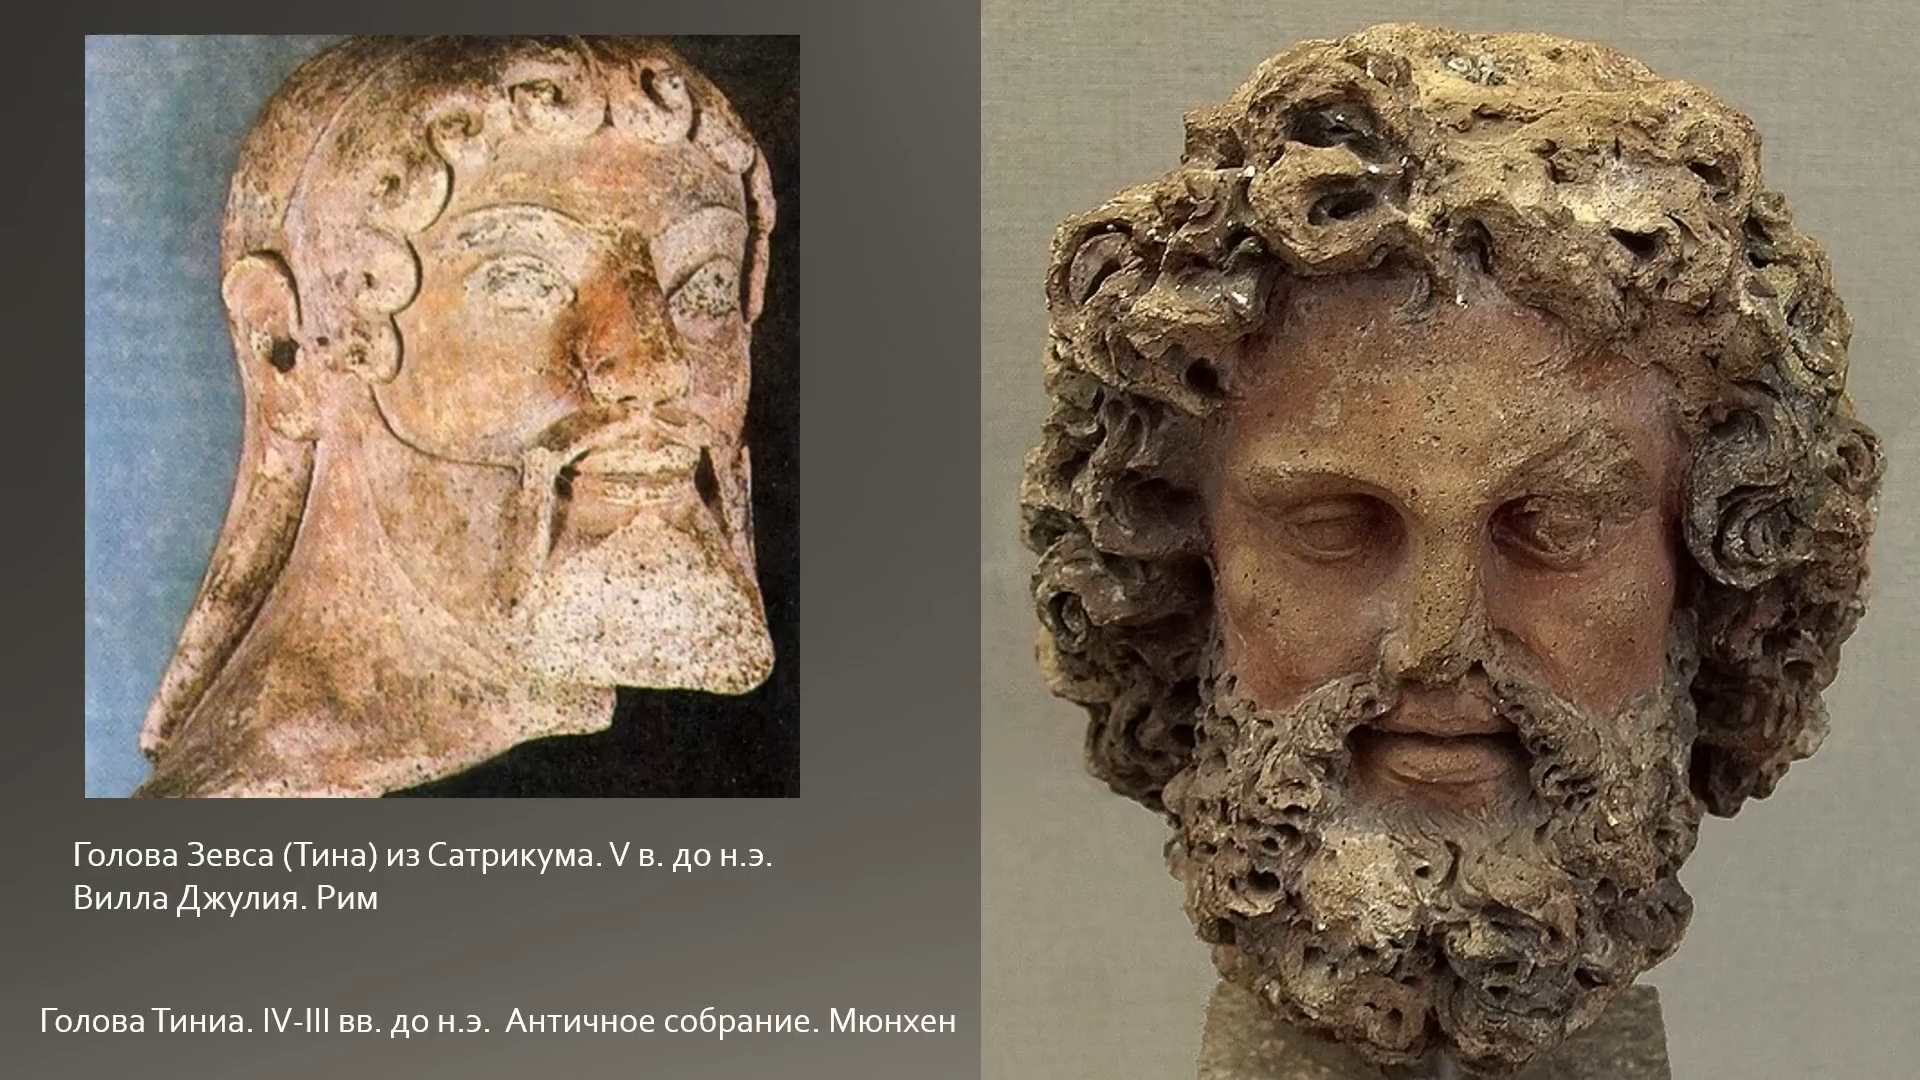 Голова Зевса (Тина) из Сатрикума. V в. до н.э.
Вилла Джулия. Рим
Голова Тиниа. IV-III вв. до н.э. Античное собрание. Мюнхен